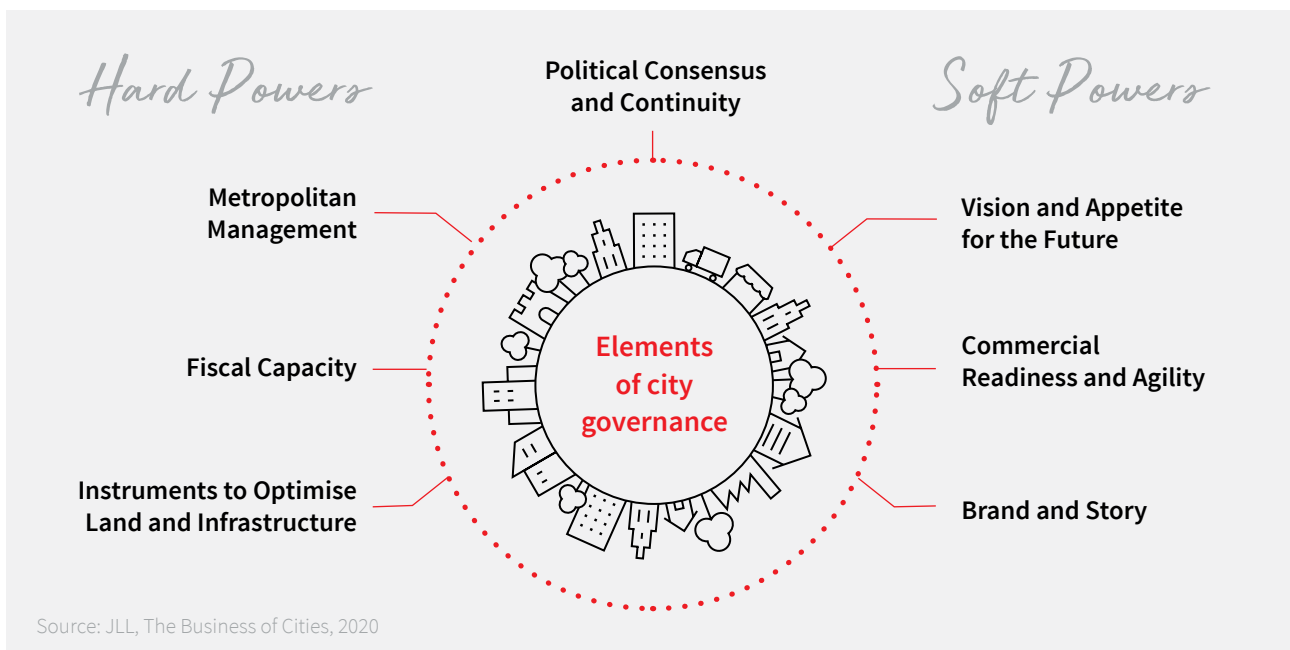 Hard Powers
Political Consensus
and Continuity
Soft Powers
Metropolitan
Management
Vision and Appetite
for the Future
Fiscal Capacity
Elements
of city
governance
Commercial
Readiness and Agility
Instruments to Optimise
Land and Infrastructure
Brand and Story
Source: JLL, The Business of Cities, 2020